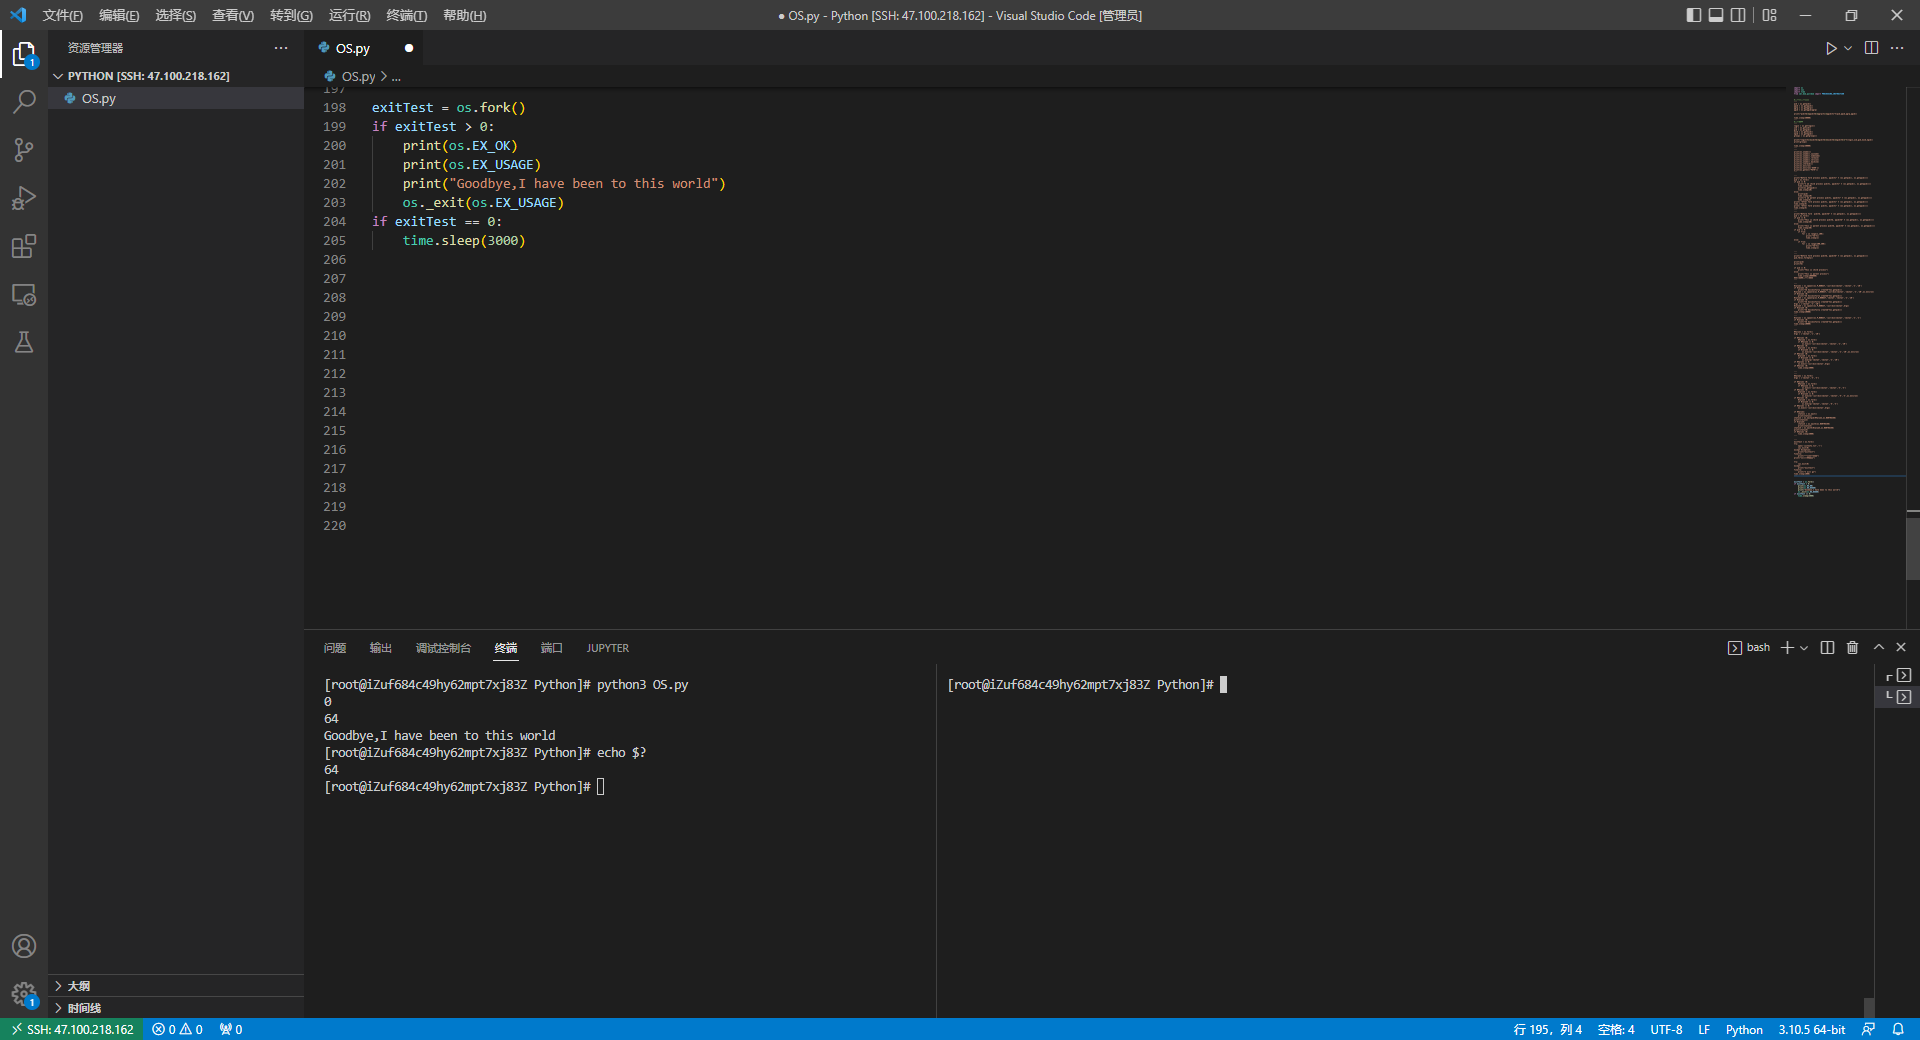 文件(F) 编辑(E) 选择(S) 查看(V) 转到(G) 运行(R) 终端(T) 帮助(H)
● OS.py - Python [SSH: 47.100.218.162] - Visual Studio Code [管理员]
资源管理器
PYTHON [SSH: 47.100.218.162]
OS.py
大纲
时间线
OS.py
OS.py > ...
197
198 exitTest = os.fork()
199 if exitTest > 0:
200     print(os.EX_OK)
201     print(os.EX_USAGE)
202     print("Goodbye,I have been to this world")
203     os._exit(os.EX_USAGE)
204 if exitTest == 0:
205     time.sleep(3000)
206
207
208
209
210
211
212
213
214
215
216
217
218
219
220
问题 输出 调试控制台 终端 端口 JUPYTER
bash
[root@iZuf684c49hy62mpt7xj83Z Python]# python3 OS.py
0
64
Goodbye,I have been to this world
[root@iZuf684c49hy62mpt7xj83Z Python]# echo $?
64
[root@iZuf684c49hy62mpt7xj83Z Python]#
[root@iZuf684c49hy62mpt7xj83Z Python]#
1
1
SSH: 47.100.218.162 0 0 0
行 195，列 4 空格: 4 UTF-8 LF Python 3.10.5 64-bit